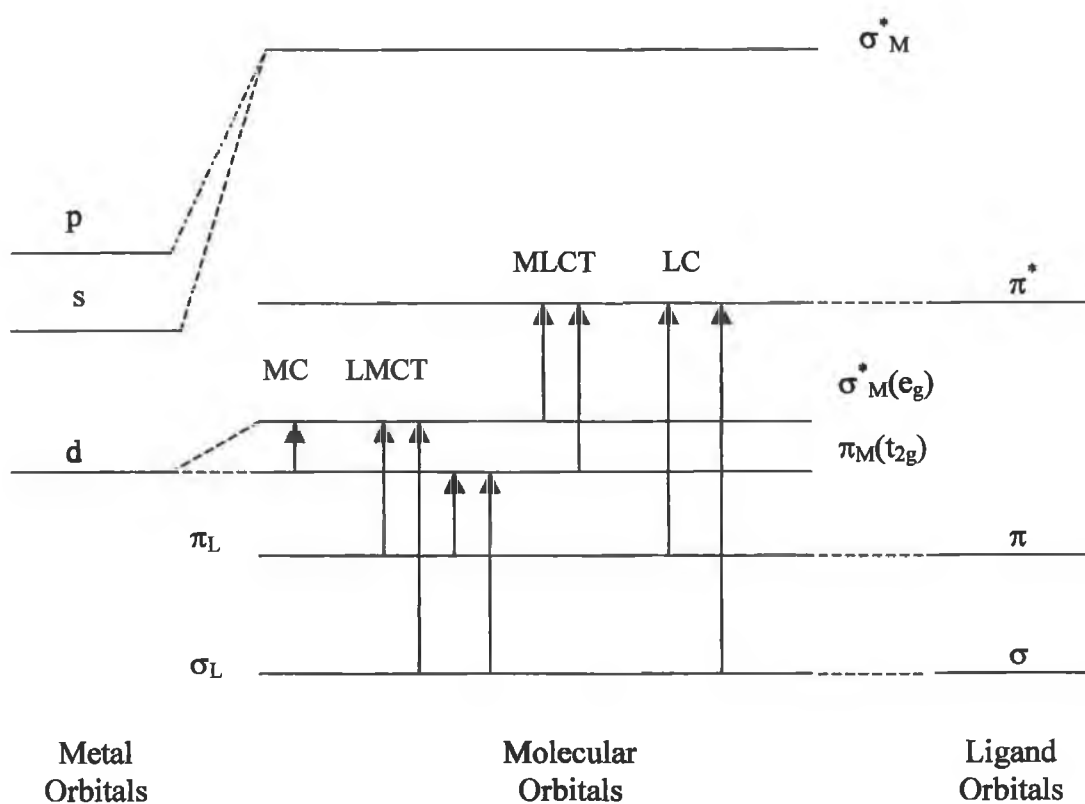 σ*M
p
MLCT LC
s
π*
MC LMCT
σ*M(eg)
d
πM(t2g)
πL
π
σL
σ
Metal
Orbitals
Molecular
Orbitals
Ligand
Orbitals